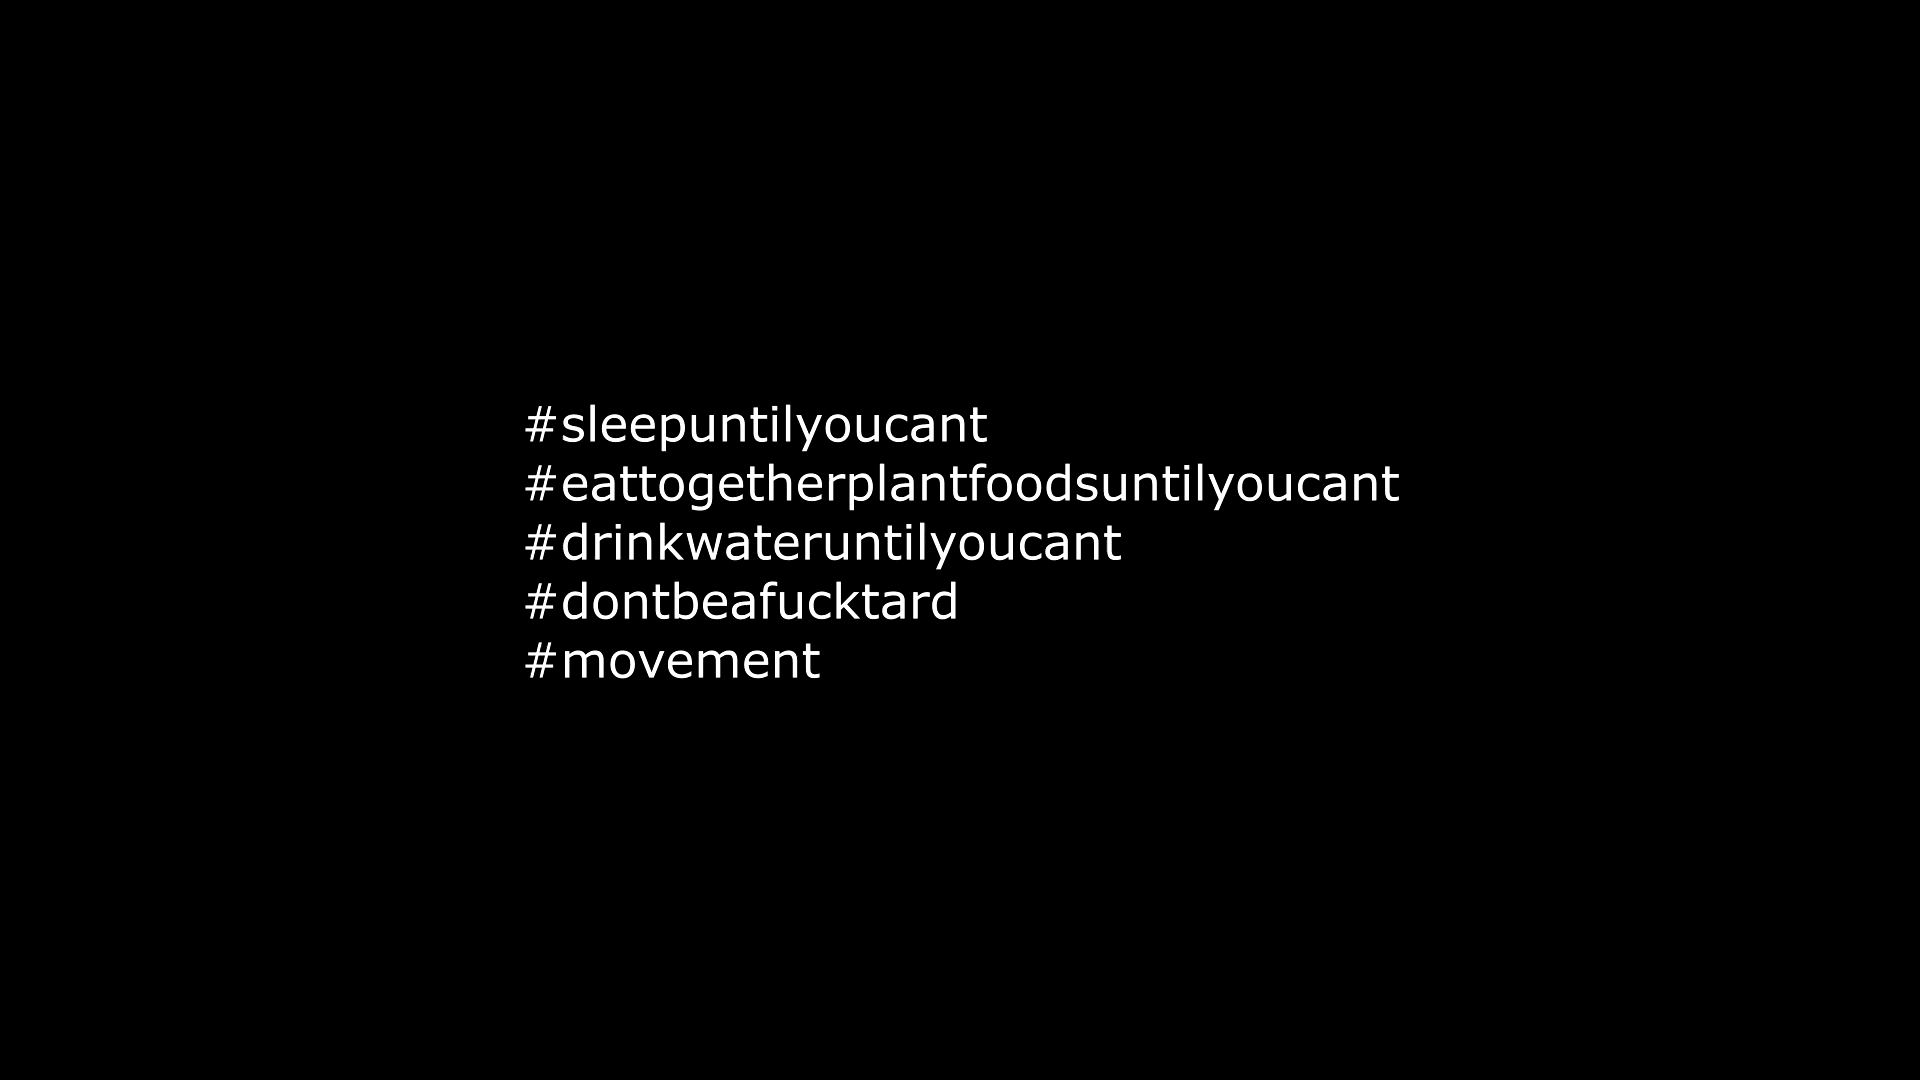 #sleepuntilyoucant
#eattogetherplantfoodsuntilyoucant
#drinkwateruntilyoucant
#dontbeafucktard
#movement